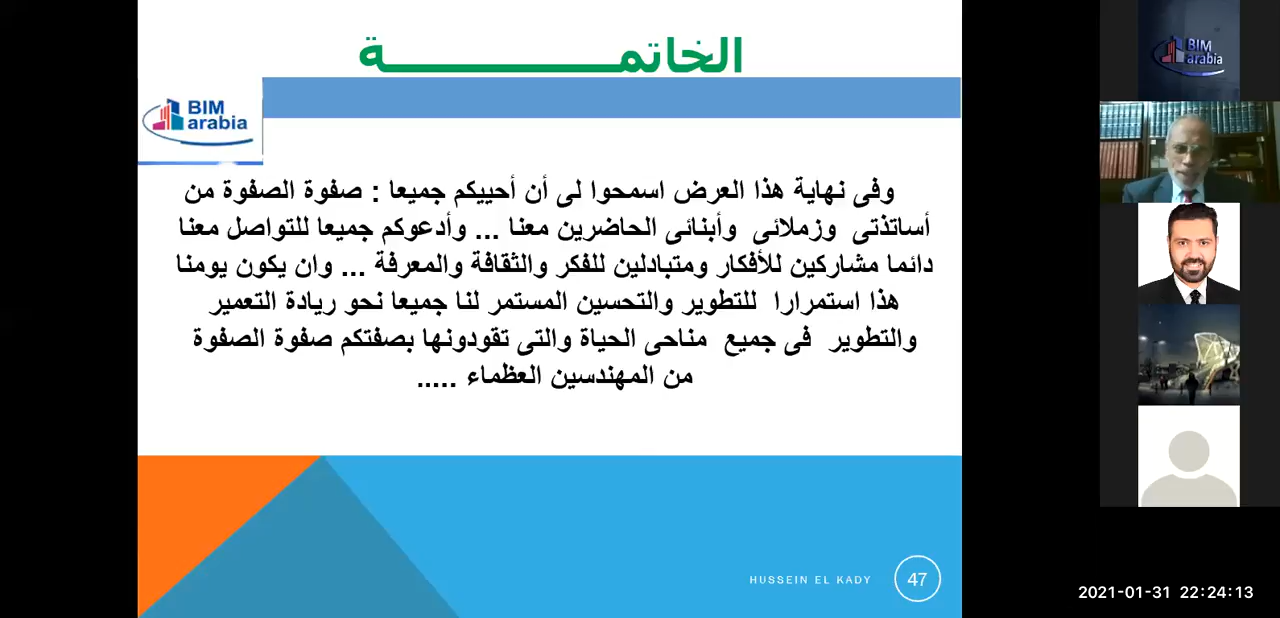 الخاتمـــــــــــــــــــــة
BIM
arabia
وفى نهاية هذا العرض اسمحوا لى أن أحييكم جميعا : صفوة الصفوة من
أساتذتى وزملائى وأبنائى الحاضرين معنا ... وأدعوكم جميعا للتواصل معنا
دائما مشاركين للأفكار ومتبادلين للفكر والثقافة والمعرفة ... وان يكون يومنا
هذا استمرارا للتطوير والتحسين المستمر لنا جميعا نحو ريادة التعمير
والتطوير فى جميع مناحى الحياة والتى تقودونها بصفتكم صفوة الصفوة
من المهندسين العظماء .....
HUSSEIN EL KADY
47
BIM
arabia
2021-01-31 22:24:13